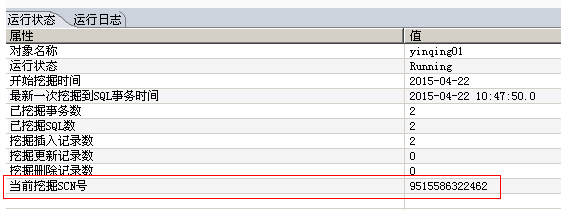 运行状态 运行日志
属性 值
对象名称 yinqing01
运行状态 Running
开始挖掘时间 2015-04-22
最新一次挖掘到SQL事务时间 2015-04-22 10:47:50.0
已挖掘事务数 2
已挖掘SQL数 2
挖掘插入记录数 2
挖掘更新记录数 0
挖掘删除记录数 0
当前挖掘SCN号 9515586322462